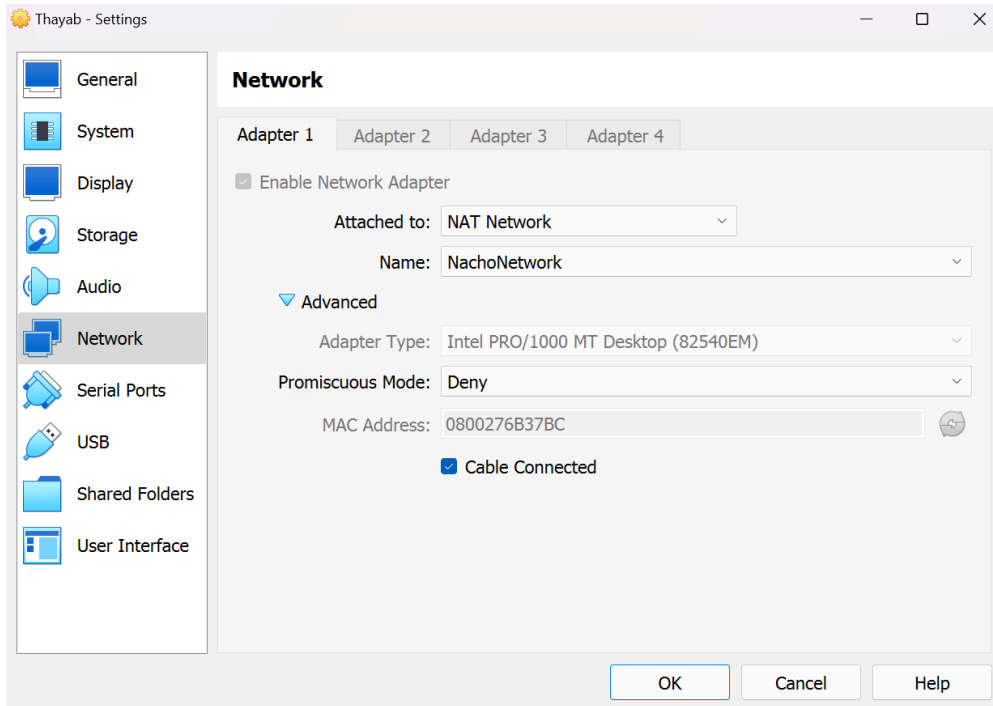 Thayab - Settings
General
System
Display
Storage
Audio
Network
Serial Ports
USB
Shared Folders
User Interface
Network
Adapter 1 Adapter 2 Adapter 3 Adapter 4
Enable Network Adapter
Attached to: NAT Network
Name: NachoNetwork
Advanced
Adapter Type: Intel PRO/1000 MT Desktop (82540EM)
Promiscuous Mode: Deny
MAC Address: 0800276B37BC
Cable Connected
OK Cancel Help